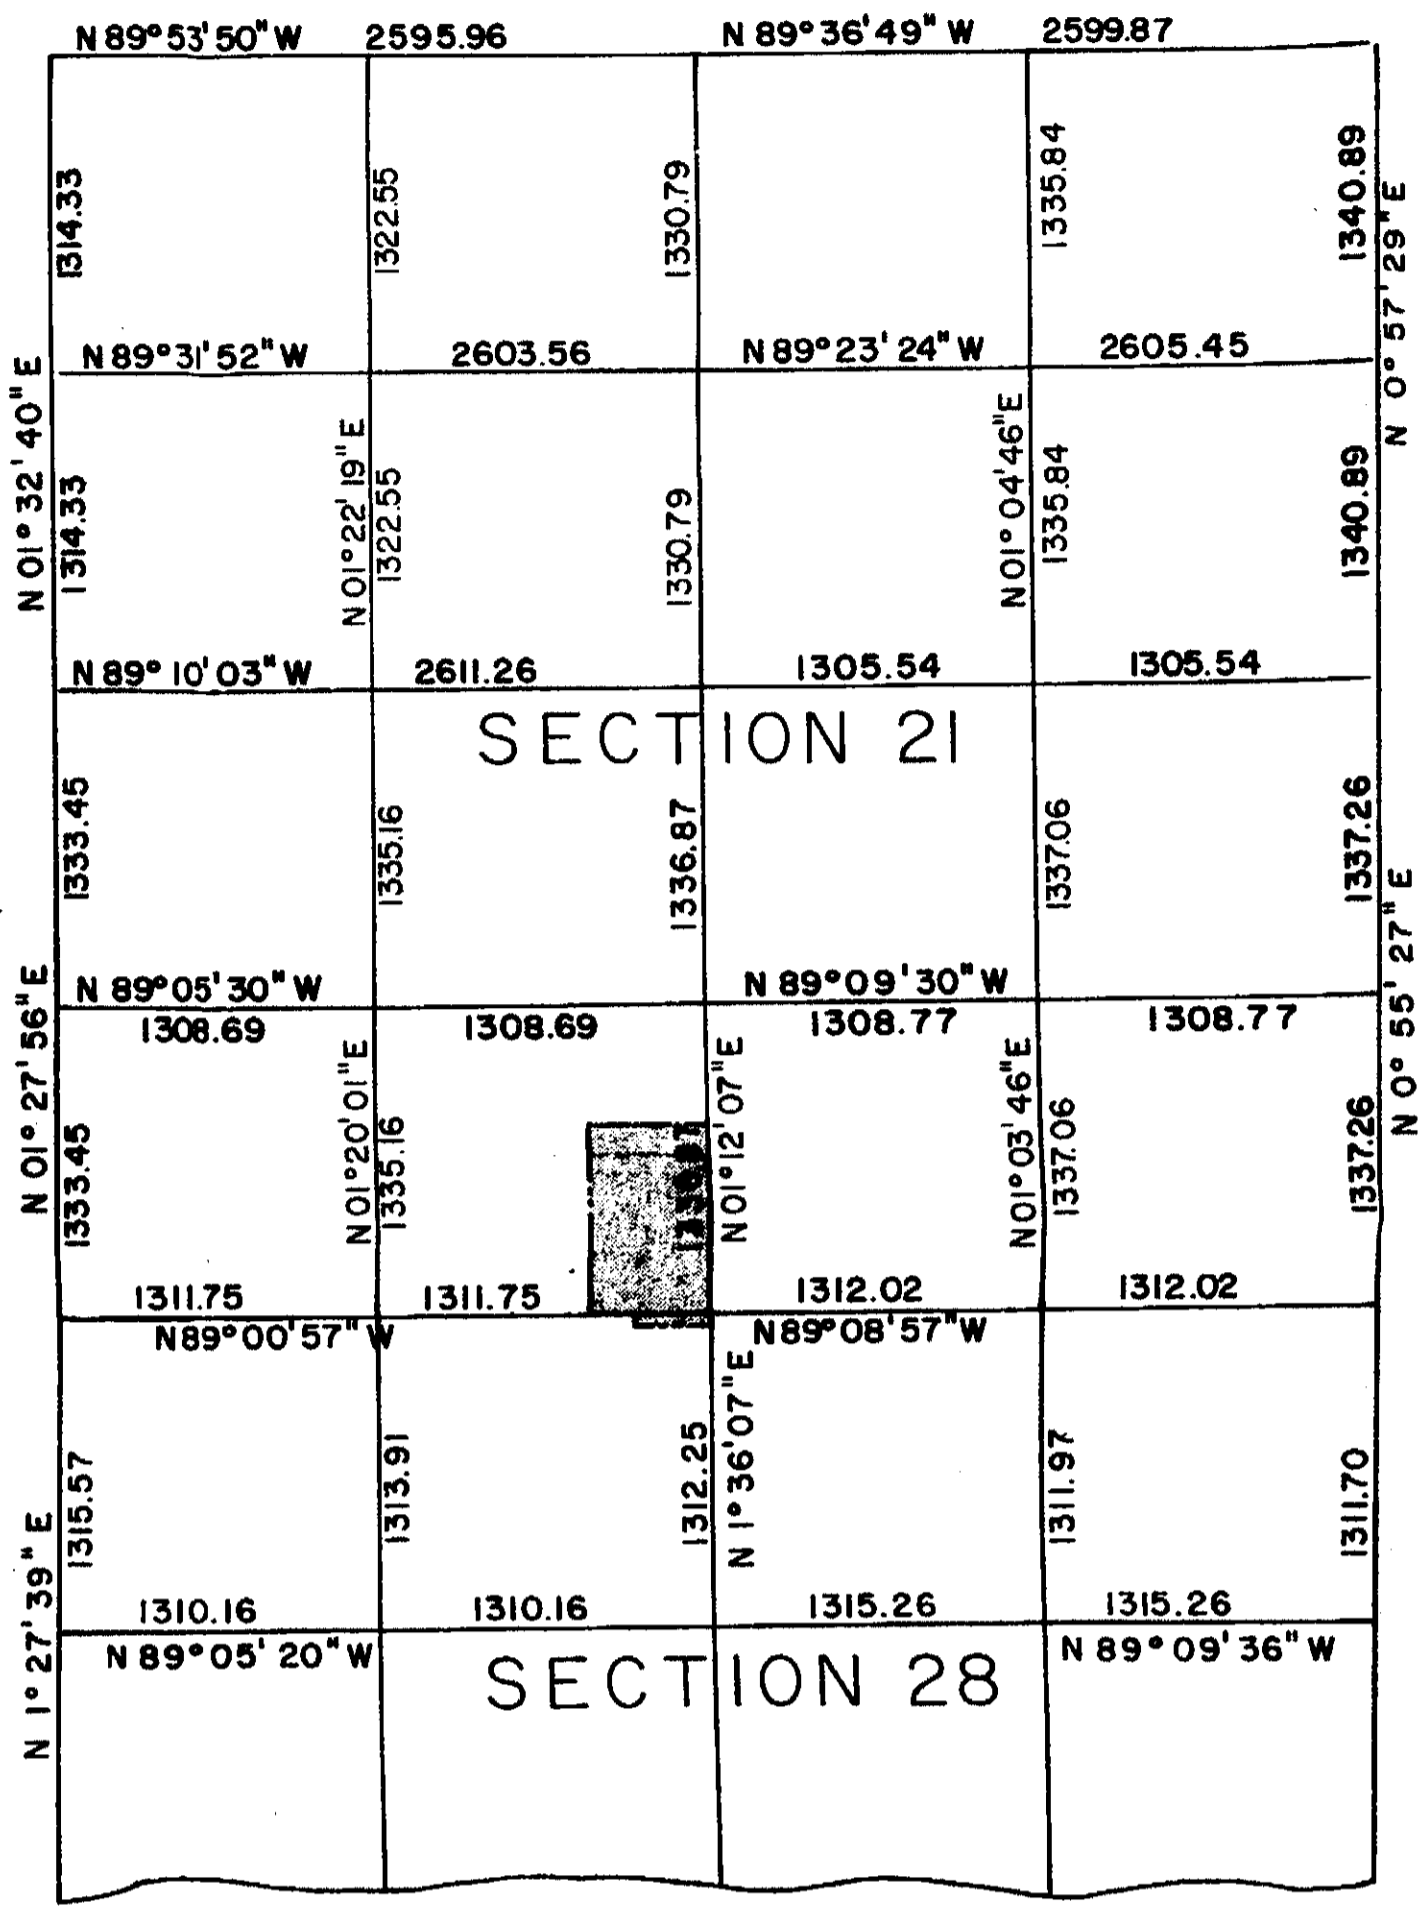 N 89°53'50" W 2595.96 N 89°36'49" W 2599.87
1314.33 1322.55 1330.79 1335.84 1340.89
N 0° 57' 29" E
N 89°31'52" W 2603.56 N 89°23'24" W 2605.45
N 01° 32' 40" E
1314.33
N 01° 22' 19" E
1322.55 1330.79
N 01° 04' 46" E
1335.84 1340.89
N 89° 10' 03" W 2611.26 1305.54 1305.54
SECTION 21
1333.45 1335.16 1336.87 1337.06 1337.26
N 0° 55' 27" E
N 89°05'30" W N 89°09'30" W
1308.69 1308.69 1308.77 1308.77
N 01° 27' 56" E
1333.45
N 01° 20' 01" E
1335.16
N 01° 12' 07" E
N 01° 03' 46" E
1337.06 1337.26
1311.75 1311.75 1312.02 1312.02
N 89°00'57" W N 89°08'57" W
1315.57 1313.91 1312.25
N 1° 36' 07" E
1311.97 1311.70
N 1° 27' 39" E
1310.16 1310.16 1315.26 1315.26
N 89°05' 20" W N 89°09'36" W
SECTION 28